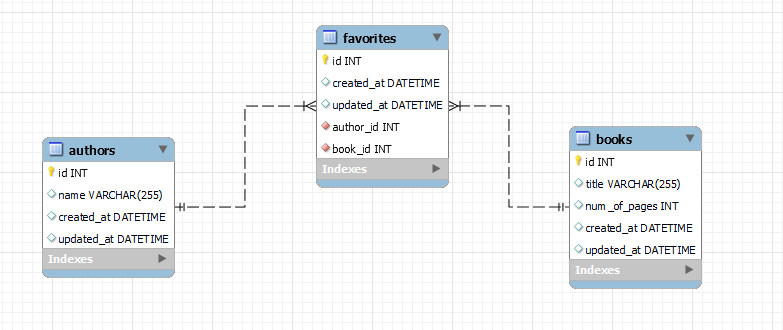 favorites
id INT
created_at DATETIME
updated_at DATETIME
author_id INT
book_id INT
Indexes
authors
id INT
name VARCHAR(255)
created_at DATETIME
updated_at DATETIME
Indexes
books
id INT
title VARCHAR(255)
num_of_pages INT
created_at DATETIME
updated_at DATETIME
Indexes